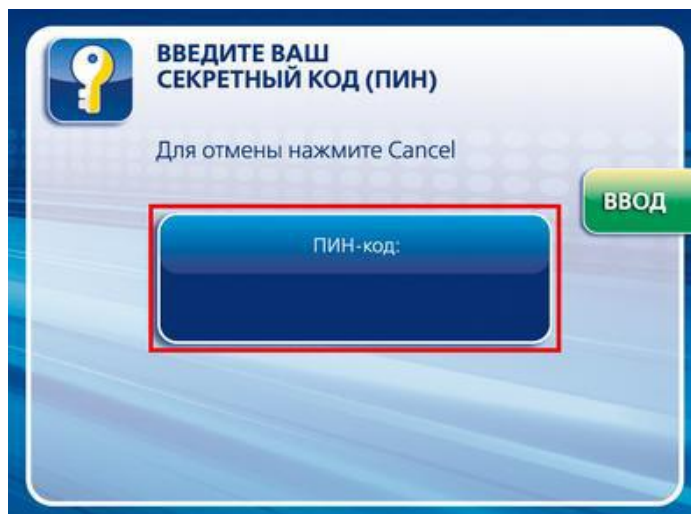 ВВЕДИТЕ ВАШ
СЕКРЕТНЫЙ КОД (ПИН)
Для отмены нажмите Cancel
ВВОД
ПИН-код: